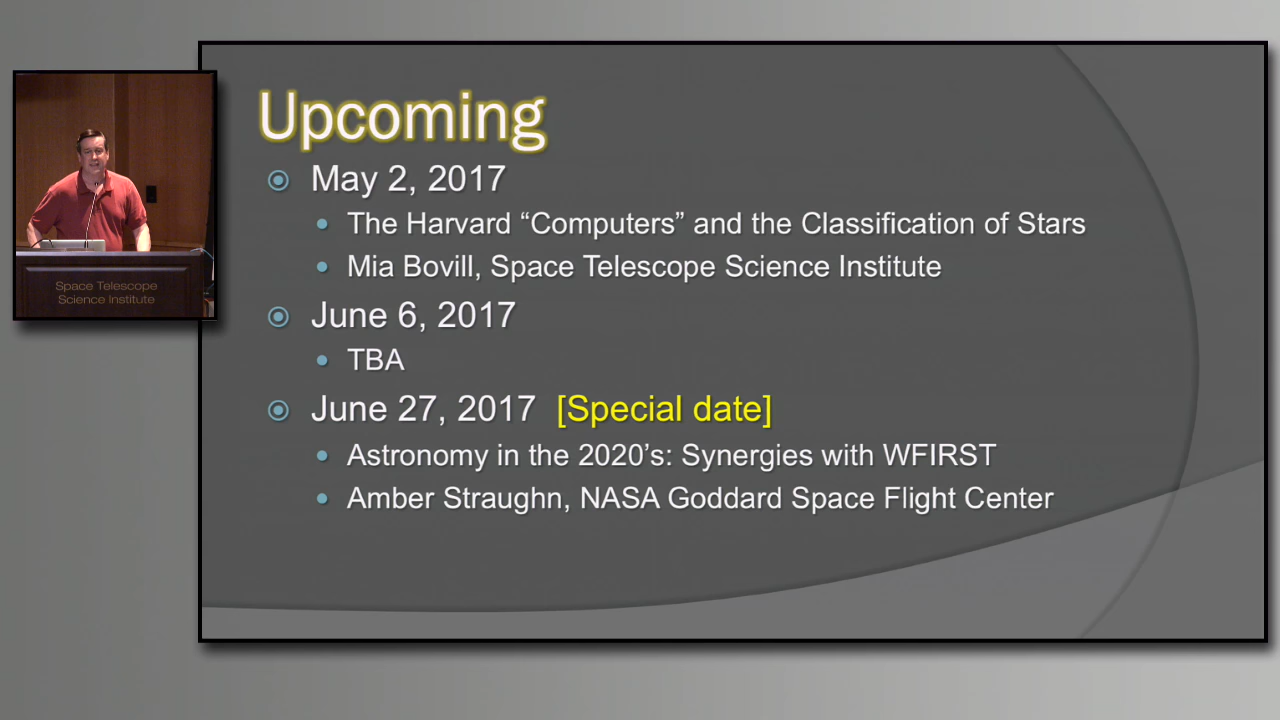 Upcoming
May 2, 2017
The Harvard “Computers” and the Classification of Stars
Mia Bovill, Space Telescope Science Institute
June 6, 2017
TBA
June 27, 2017 [Special date]
Astronomy in the 2020’s: Synergies with WFIRST
Amber Straughn, NASA Goddard Space Flight Center
Space Telescope
Science Institute